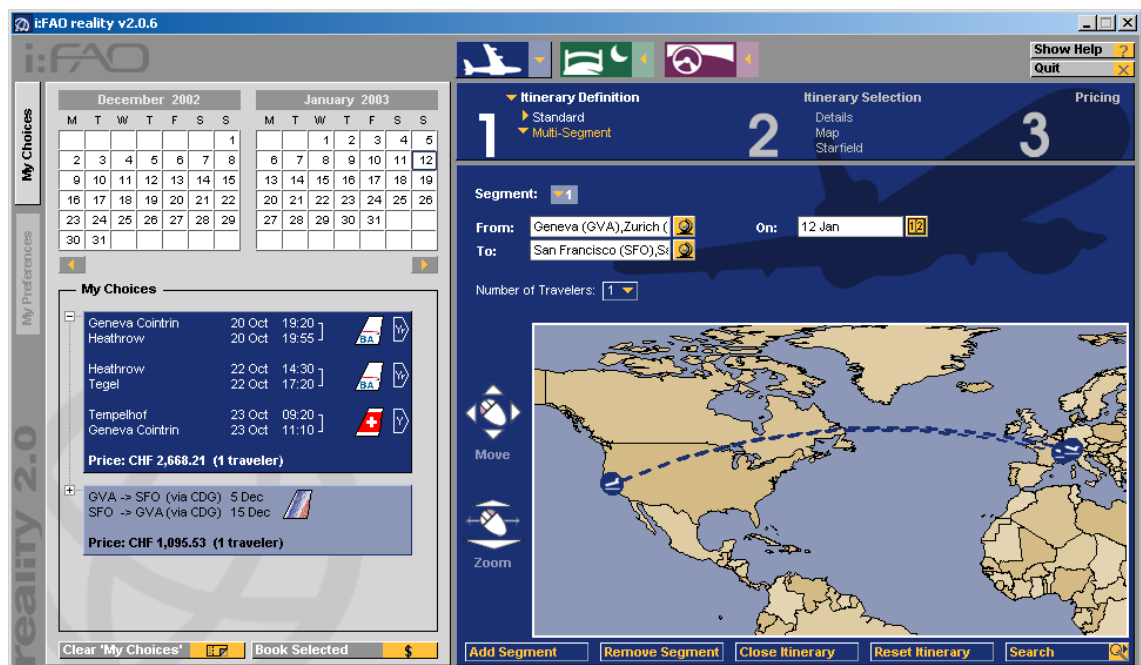 i:FAO reality v2.0.6
i:FAO
Show Help ?
Quit X
My Choices
My Preferences
reality 2.0
December 2002
M T W T F S S
1
2 3 4 5 6 7 8
9 10 11 12 13 14 15
16 17 18 19 20 21 22
23 24 25 26 27 28 29
30 31
January 2003
M T W T F S S
1 2 3 4 5
6 7 8 9 10 11 12
13 14 15 16 17 18 19
20 21 22 23 24 25 26
27 28 29 30 31
My Choices
Geneva Cointrin 20 Oct 19:20
Heathrow 20 Oct 19:55
BA Yr
Heathrow 22 Oct 14:30
Tegel 22 Oct 17:20
BA Yr
Tempelhof 23 Oct 09:20
Geneva Cointrin 23 Oct 11:10
Y
Price: CHF 2,668.21 (1 traveler)
GVA -> SFO (via CDG) 5 Dec
SFO -> GVA (via CDG) 15 Dec
Price: CHF 1,095.53 (1 traveler)
Clear 'My Choices'
Book Selected $
1
Itinerary Definition
Standard
Multi-Segment
2
Itinerary Selection
Details
Map
Starfield
3
Pricing
Segment: 1
From: Geneva (GVA),Zurich (
On: 12 Jan 12
To: San Francisco (SFO),Sa
Number of Travelers: 1
Move
Zoom
Add Segment
Remove Segment
Close Itinerary
Reset Itinerary
Search